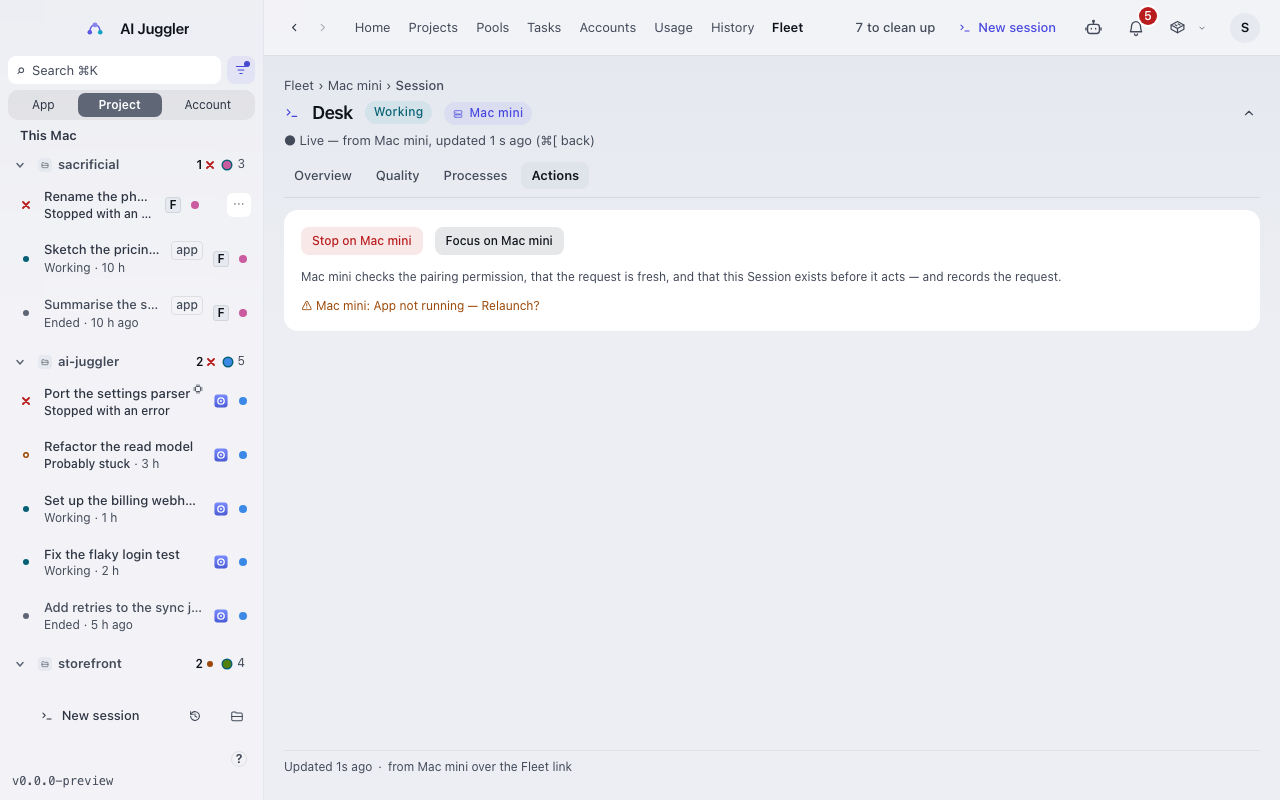 AI Juggler
Search ⌘K
App Project Account
This Mac
sacrificial 1 3
Rename the ph... F
Stopped with an ...
Sketch the pricin... app F
Working · 10 h
Summarise the s... app F
Ended · 10 h ago
ai-juggler 2 5
Port the settings parser
Stopped with an error
Refactor the read model
Probably stuck · 3 h
Set up the billing webh...
Working · 1 h
Fix the flaky login test
Working · 2 h
Add retries to the sync j...
Ended · 5 h ago
storefront 2 4
New session
?
v0.0.0-preview
Home Projects Pools Tasks Accounts Usage History Fleet 7 to clean up New session 5 S
Fleet › Mac mini › Session
Desk Working Mac mini
Live — from Mac mini, updated 1 s ago (⌘[ back)
Overview Quality Processes Actions
Stop on Mac mini Focus on Mac mini
Mac mini checks the pairing permission, that the request is fresh, and that this Session exists before it acts — and records the request.
⚠ Mac mini: App not running — Relaunch?
Updated 1s ago · from Mac mini over the Fleet link